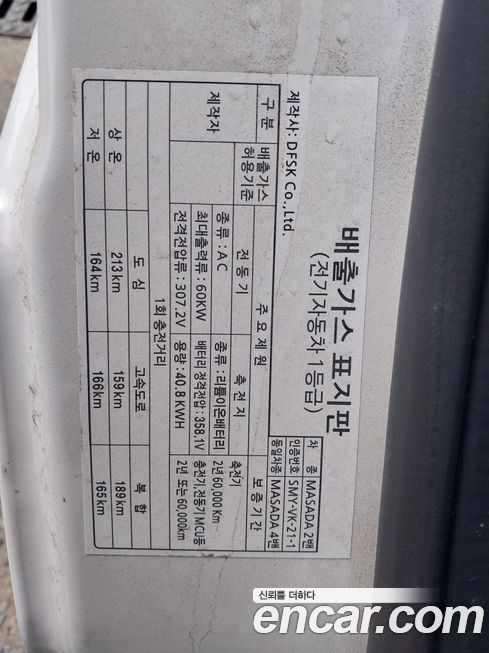 배출가스 표지판
(전기자동차 1등급)
제작사: DFSK Co.,Ltd.
차 종 MASADA 2밴
인증번호 SMY-VK-21-1
동일차종 MASADA 4밴
구 분 배출가스 허용기준 주 요 제 원 보 증 기 간
전 동 기 축 전 지
제작자
종류 : AC
최대출력류 : 60KW
정격전압류 : 307.2V
종류 : 리튬이온배터리
배터리 정격전압 : 358.1V
용량 : 40.8 KWH
축전기
2년 60,000 Km
충전기, 전동기 MCU등
2년 또는 60,000km
1회 충전거리
도 심 고속도로 복 합
상 온 213km 159km 189km
저 온 164km 166km 165km
신뢰를 더하다
encar.com